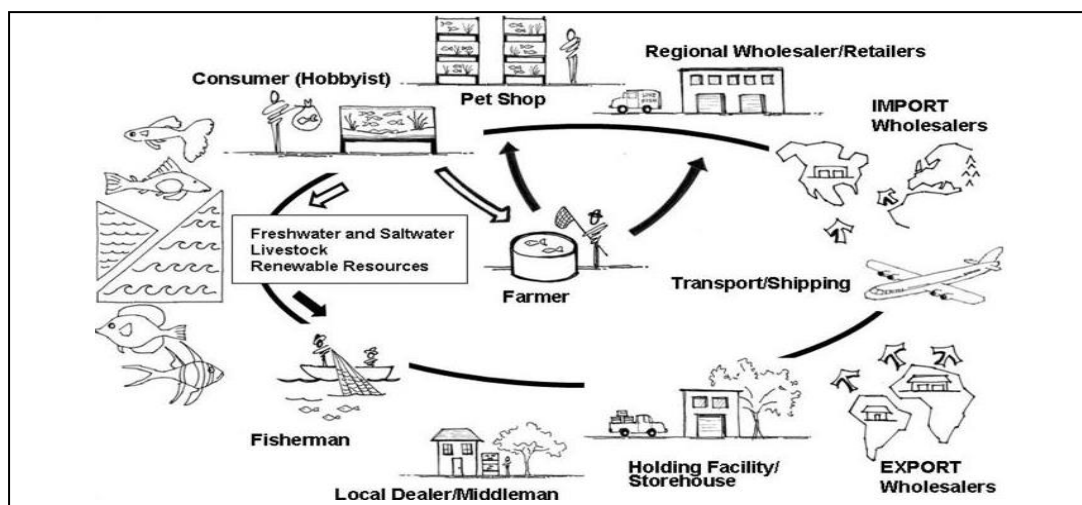 Consumer (Hobbyist)
Pet Shop
Regional Wholesaler/Retailers
IMPORT
Wholesalers
Freshwater and Saltwater
Livestock
Renewable Resources
Farmer
Transport/Shipping
Fisherman
Local Dealer/Middleman
Holding Facility/
Storehouse
EXPORT
Wholesalers